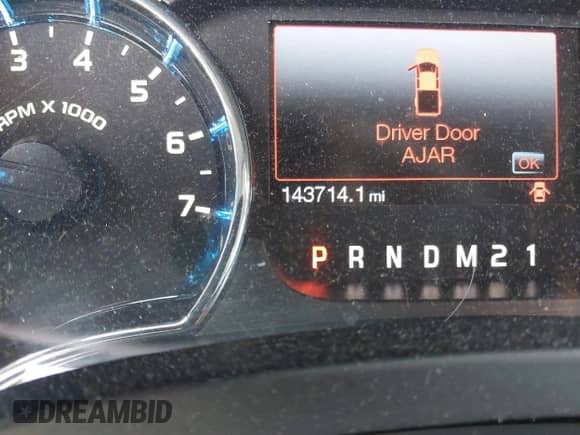 3 4 5 6 7
RPM X 1000
Driver Door
AJAR
OK
143714.1 mi
P R N D M 2 1
DREAMBID